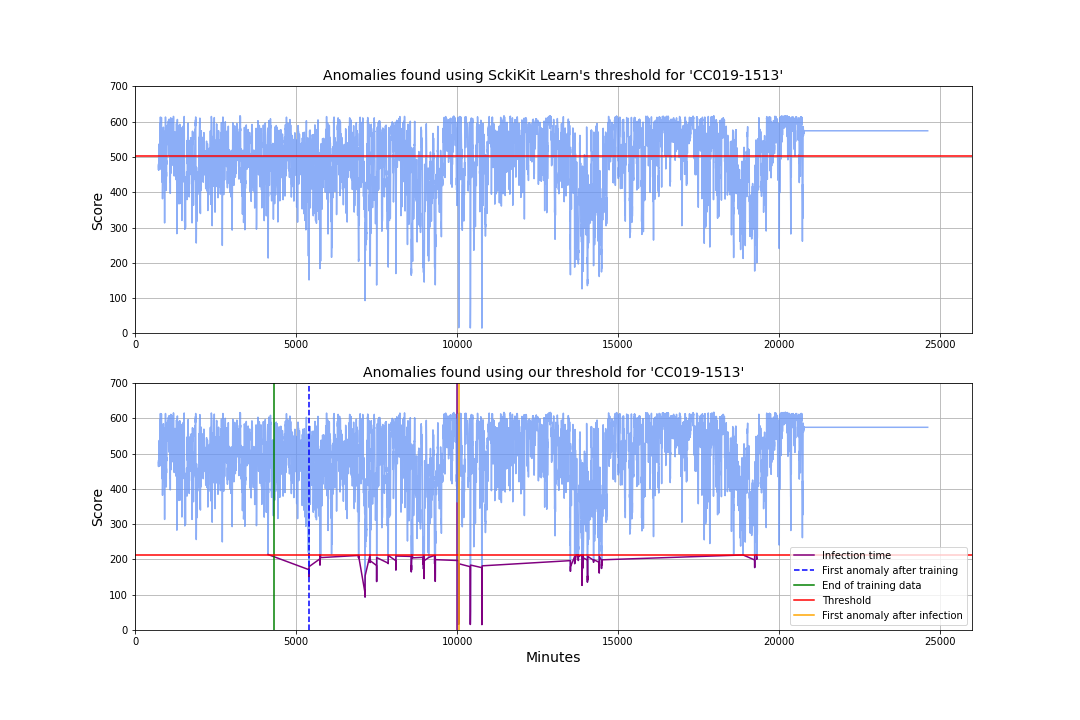 Anomalies found using SckiKit Learn's threshold for 'CC019-1513'
700
600
500
400
300
200
100
0
Score
0 5000 10000 15000 20000 25000
Anomalies found using our threshold for 'CC019-1513'
700
600
500
400
300
200
100
0
Score
Infection time
First anomaly after training
End of training data
Threshold
First anomaly after infection
0 5000 10000 15000 20000 25000
Minutes